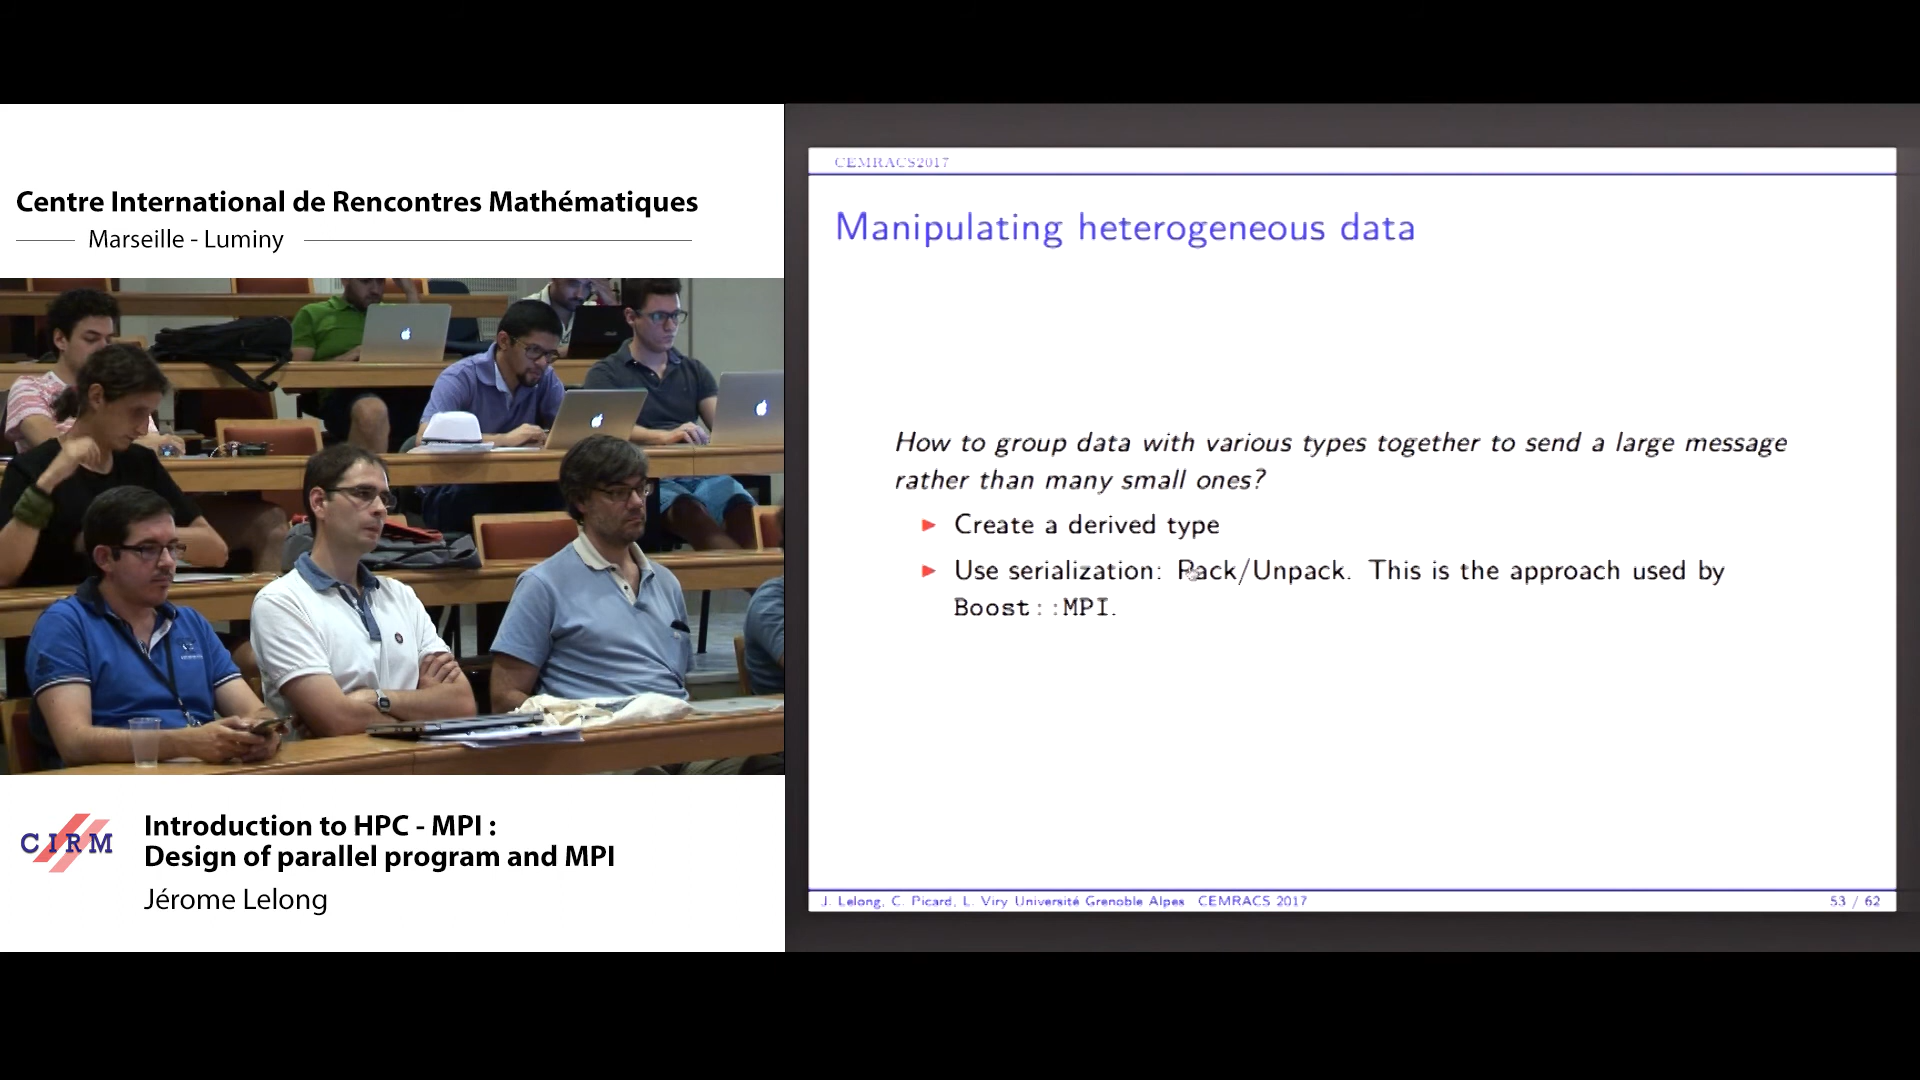 Centre International de Rencontres Mathématiques
Marseille - Luminy
CIRM
Introduction to HPC - MPI :
Design of parallel program and MPI
Jérome Lelong
CEMRACS2017
Manipulating heterogeneous data
How to group data with various types together to send a large message
rather than many small ones?
Create a derived type
Use serialization: Pack/Unpack. This is the approach used by
Boost::MPI.
J. Lelong, C. Picard, L. Viry Université Grenoble Alpes CEMRACS 2017
53 / 62